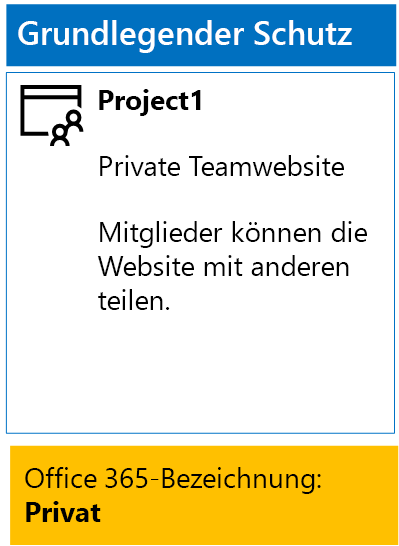 Grundlegender Schutz
Project1
Private Teamwebsite
Mitglieder können die
Website mit anderen
teilen.
Office 365-Bezeichnung:
Privat